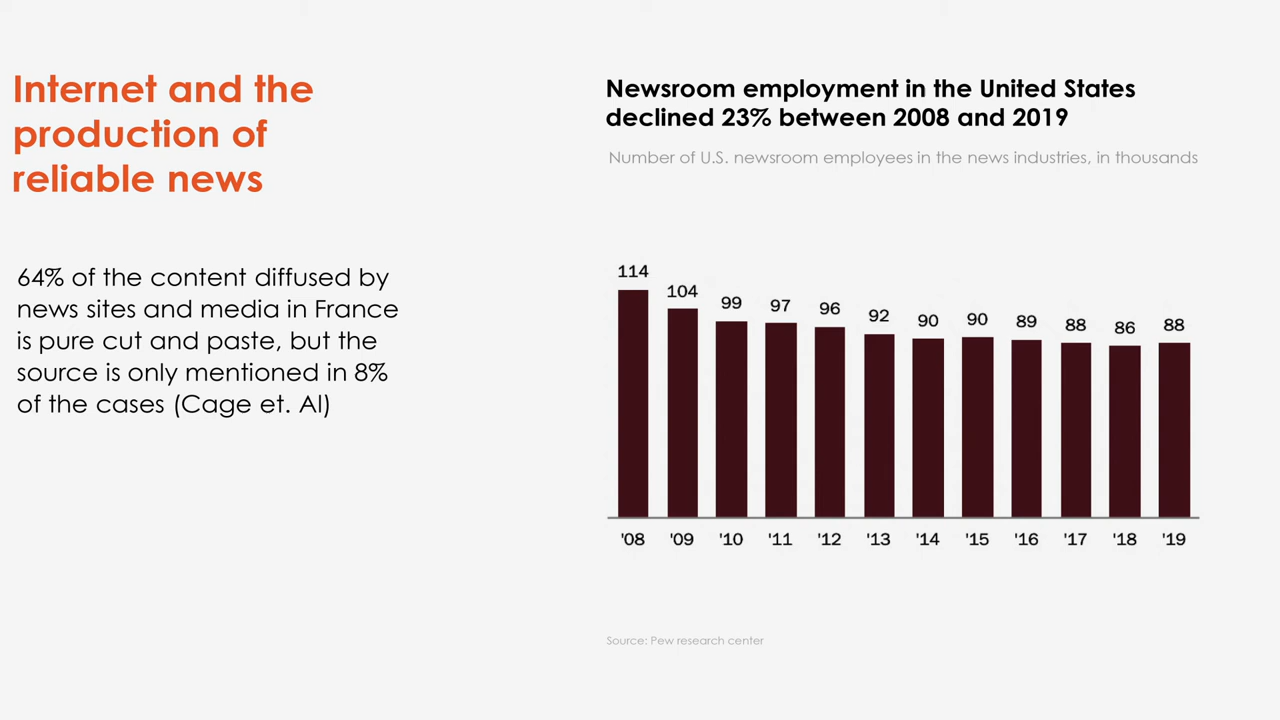 Internet and the
production of
reliable news
64% of the content diffused by
news sites and media in France
is pure cut and paste, but the
source is only mentioned in 8%
of the cases (Cage et. Al)
Newsroom employment in the United States
declined 23% between 2008 and 2019
Number of U.S. newsroom employees in the news industries, in thousands
114 104 99 97 96 92 90 90 89 88 86 88
'08 '09 '10 '11 '12 '13 '14 '15 '16 '17 '18 '19
Source: Pew research center